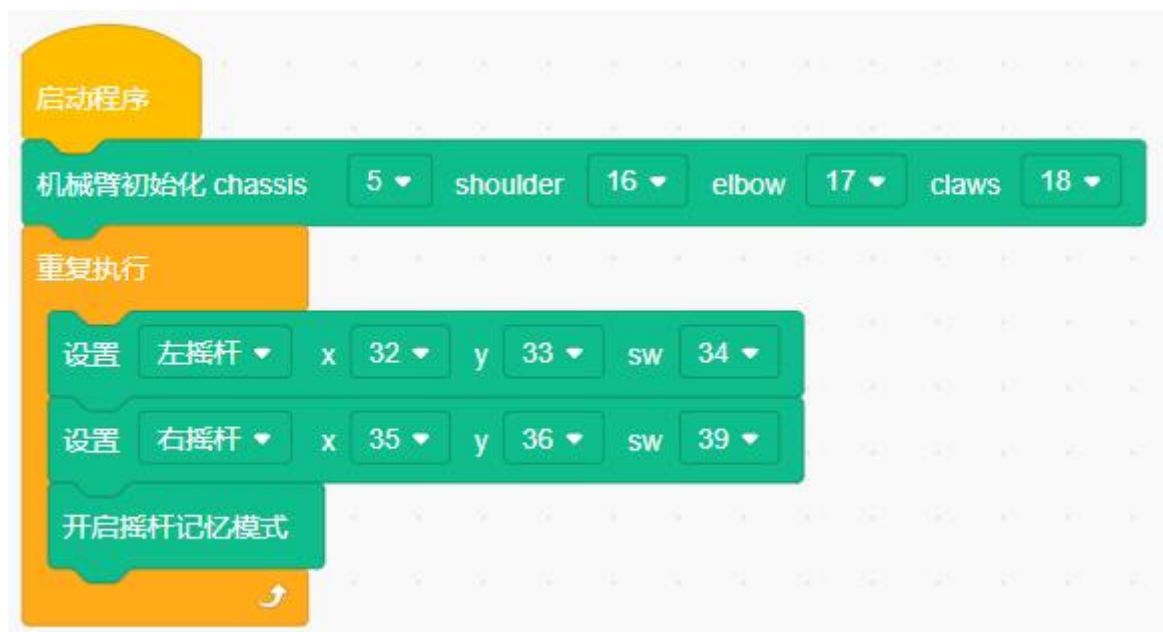 启动程序
机械臂初始化 chassis 5 shoulder 16 elbow 17 claws 18
重复执行
设置 左摇杆 x 32 y 33 sw 34
设置 右摇杆 x 35 y 36 sw 39
开启摇杆记忆模式